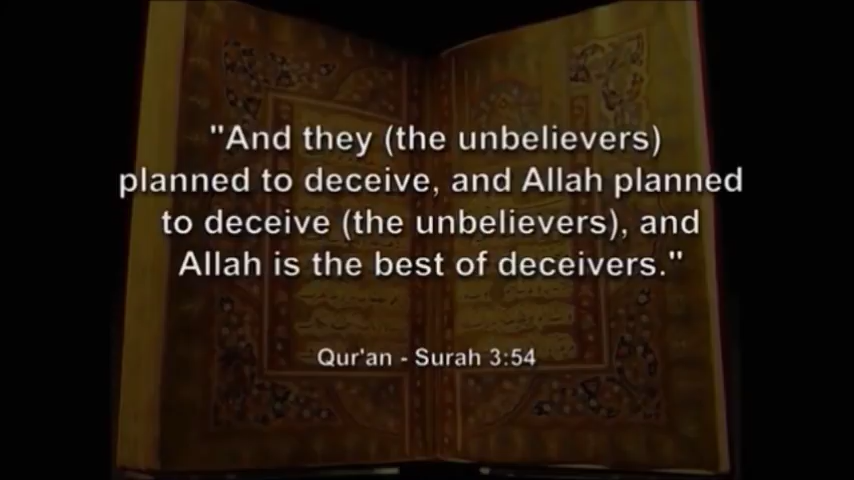 "And they (the unbelievers)
planned to deceive, and Allah planned
to deceive (the unbelievers), and
Allah is the best of deceivers."
Qur'an - Surah 3:54